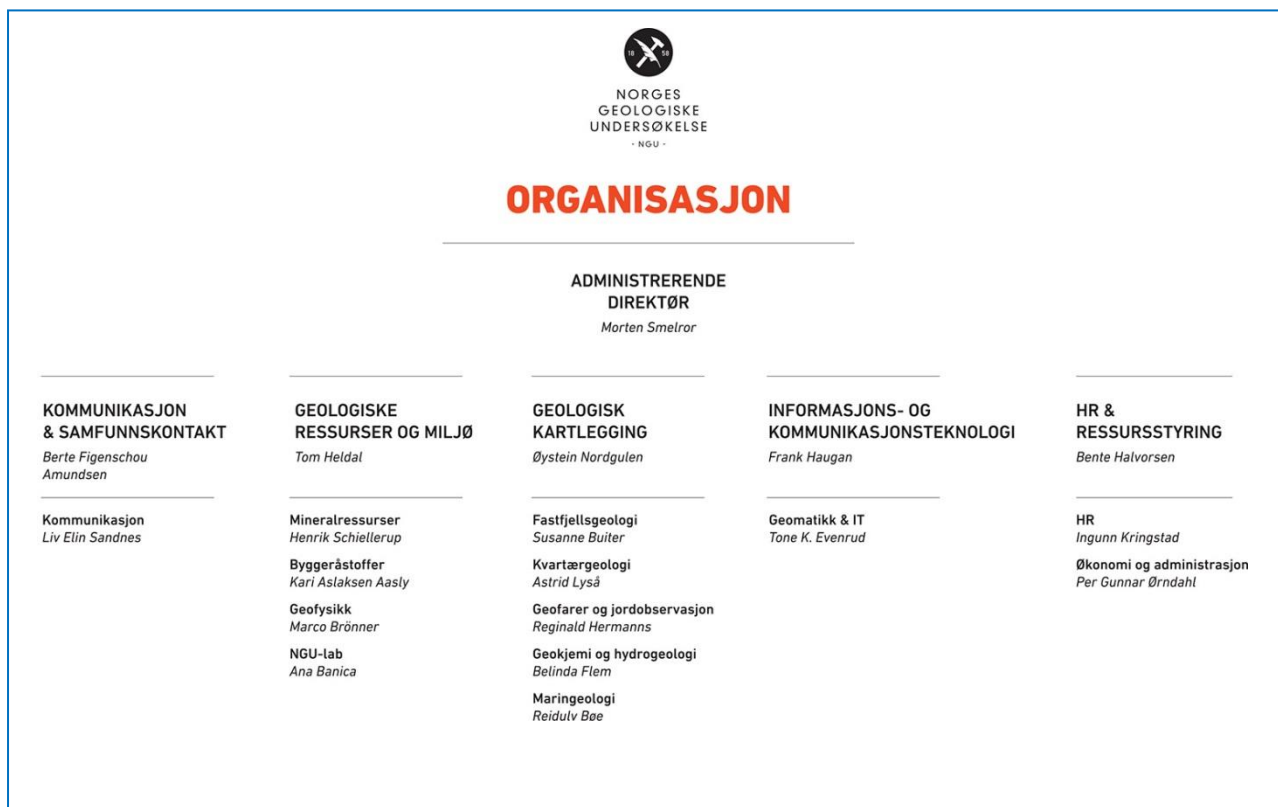 18 58
NORGES
GEOLOGISKE
UNDERSØKELSE
- NGU -
ORGANISASJON
ADMINISTRERENDE
DIREKTØR
Morten Smelror
KOMMUNIKASJON
& SAMFUNNSKONTAKT
Berte Figenschou
Amundsen
Kommunikasjon
Liv Elin Sandnes
GEOLOGISKE
RESSURSER OG MILJØ
Tom Heldal
Mineralressurser
Henrik Schiellerup
Byggeråstoffer
Kari Aslaksen Aasly
Geofysikk
Marco Brönner
NGU-lab
Ana Banica
GEOLOGISK
KARTLEGGING
Øystein Nordgulen
Fastfjellsgeologi
Susanne Buiter
Kvartærgeologi
Astrid Lyså
Geofarer og jordobservasjon
Reginald Hermanns
Geokjemi og hydrogeologi
Belinda Flem
Maringeologi
Reidulv Bøe
INFORMASJONS- OG
KOMMUNIKASJONSTEKNOLOGI
Frank Haugan
Geomatikk & IT
Tone K. Evenrud
HR &
RESSURSSTYRING
Bente Halvorsen
HR
Ingunn Kringstad
Økonomi og administrasjon
Per Gunnar Ørndahl